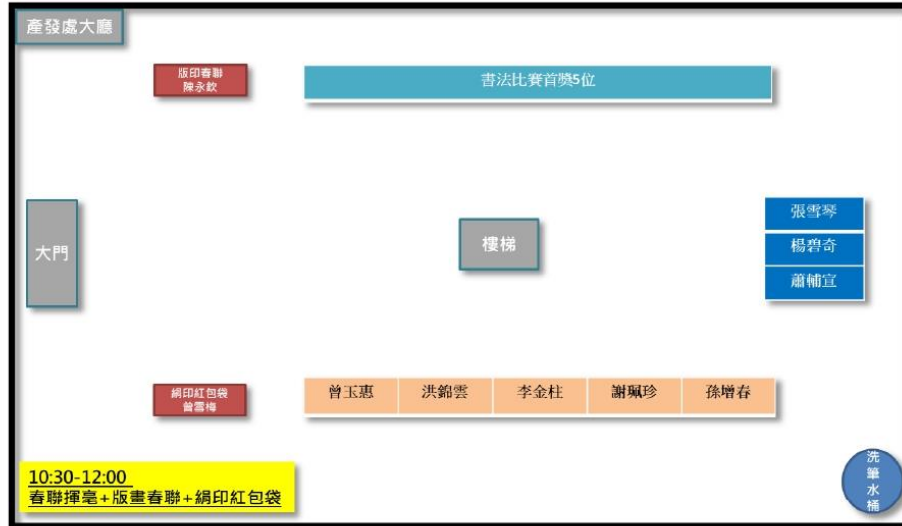 產發處大廳
版印春聯
陳永欽
書法比賽首獎5位
大門
樓梯
張雪琴
楊碧奇
蕭輔宜
絹印紅包袋
曾雪梅
曾玉惠
洪錦雲
李金柱
謝珮珍
孫增春
10:30-12:00
春聯揮毫+版畫春聯+絹印紅包袋
洗
筆
水
桶